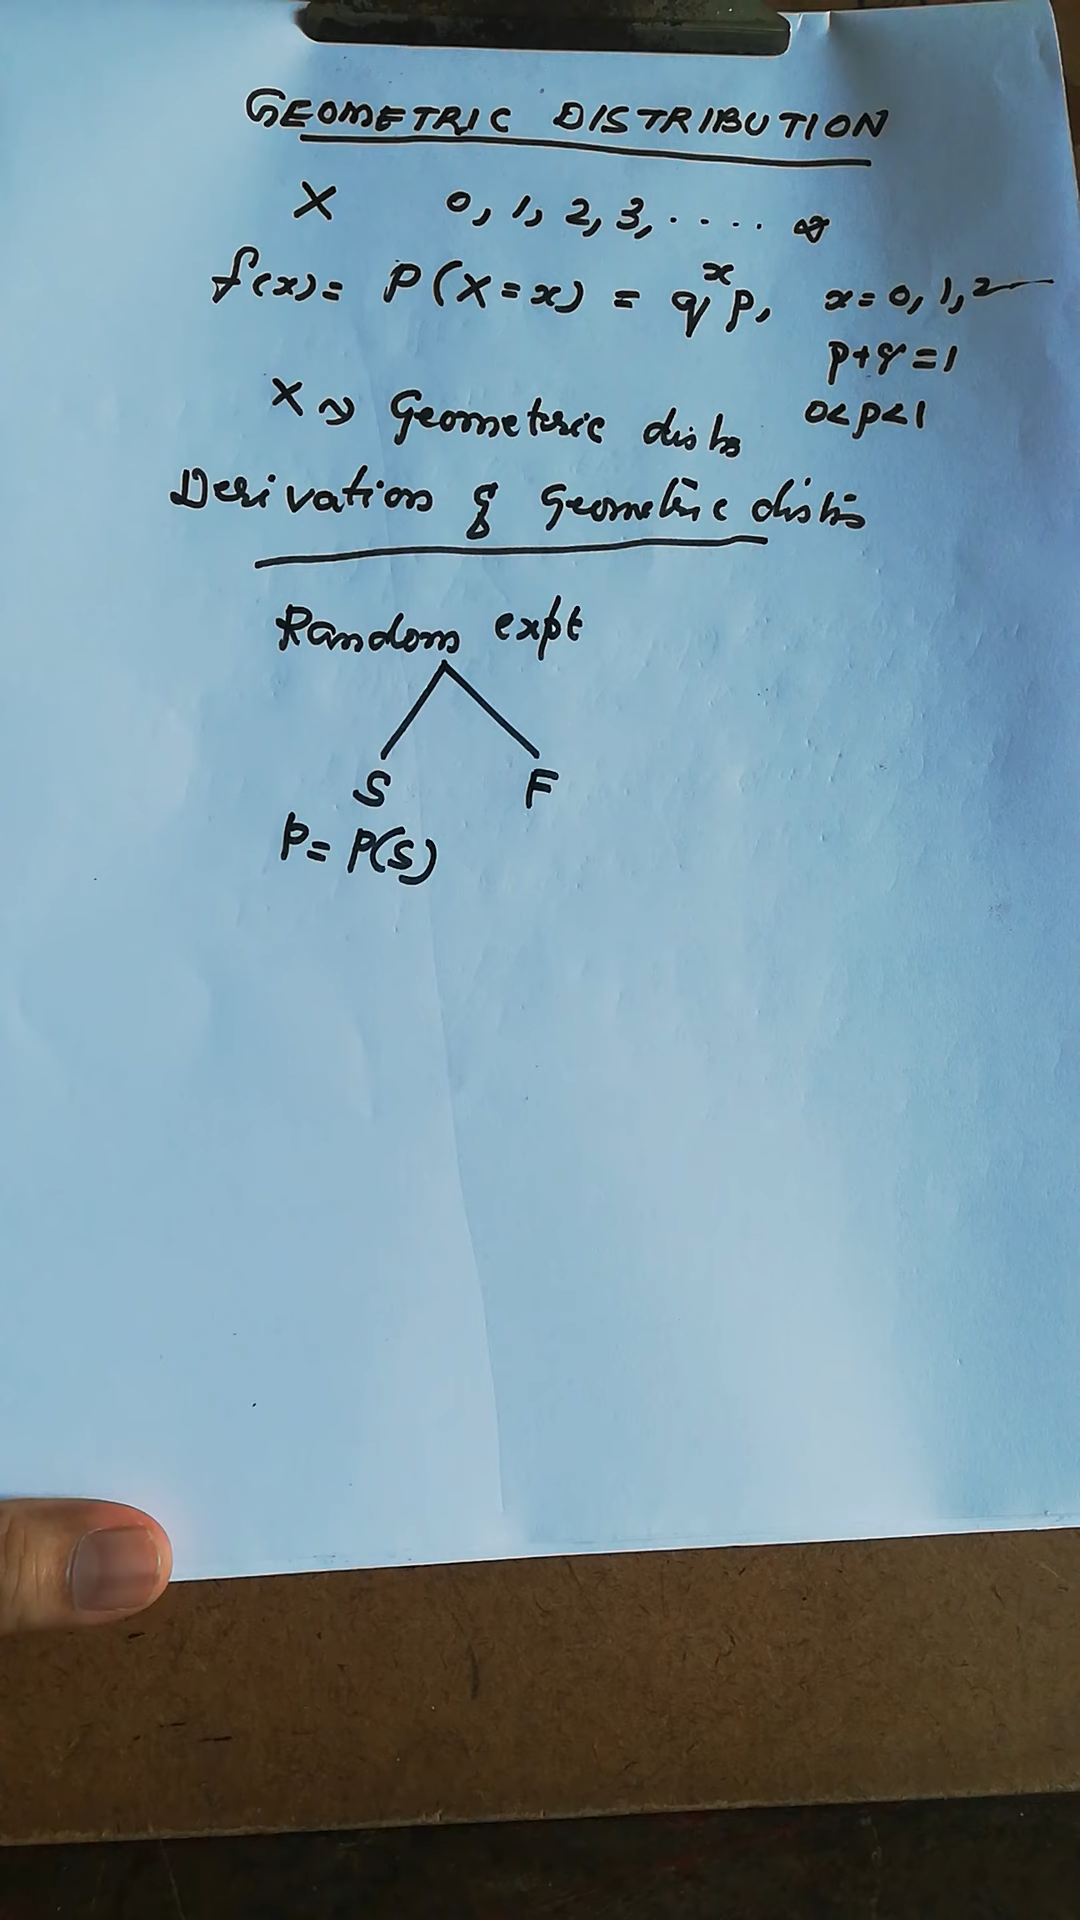 GEOMETRIC DISTRIBUTION
X 0, 1, 2, 3, ..... ∞
f(x) = P(X=x) = q^x p, x=0,1,2—
p+q=1
X ~ Geometric distn 0<p<1
Derivation of Geometric distn
Random expt
S F
p = P(S)